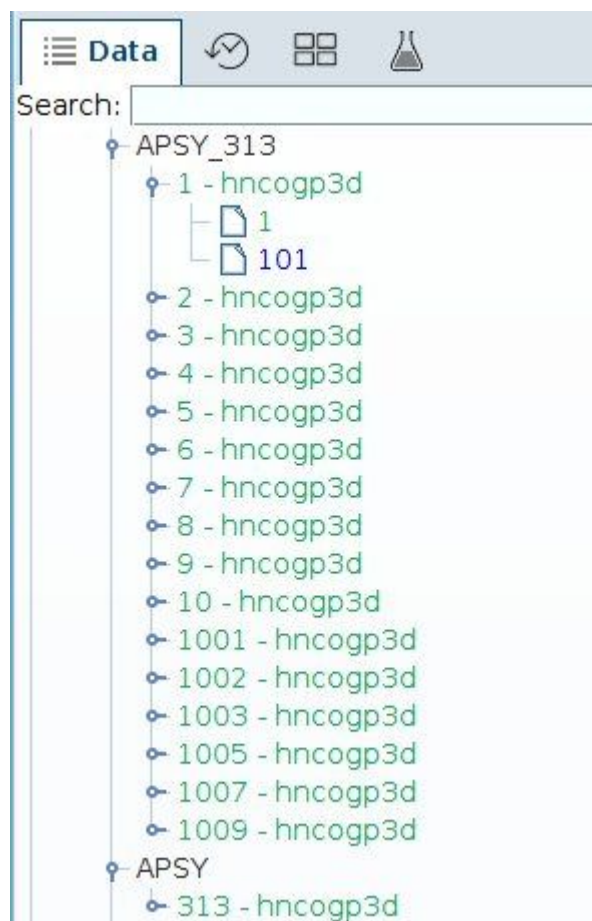 Data
Search:
APSY_313
1 - hncogp3d
1
101
2 - hncogp3d
3 - hncogp3d
4 - hncogp3d
5 - hncogp3d
6 - hncogp3d
7 - hncogp3d
8 - hncogp3d
9 - hncogp3d
10 - hncogp3d
1001 - hncogp3d
1002 - hncogp3d
1003 - hncogp3d
1005 - hncogp3d
1007 - hncogp3d
1009 - hncogp3d
APSY
313 - hncogp3d